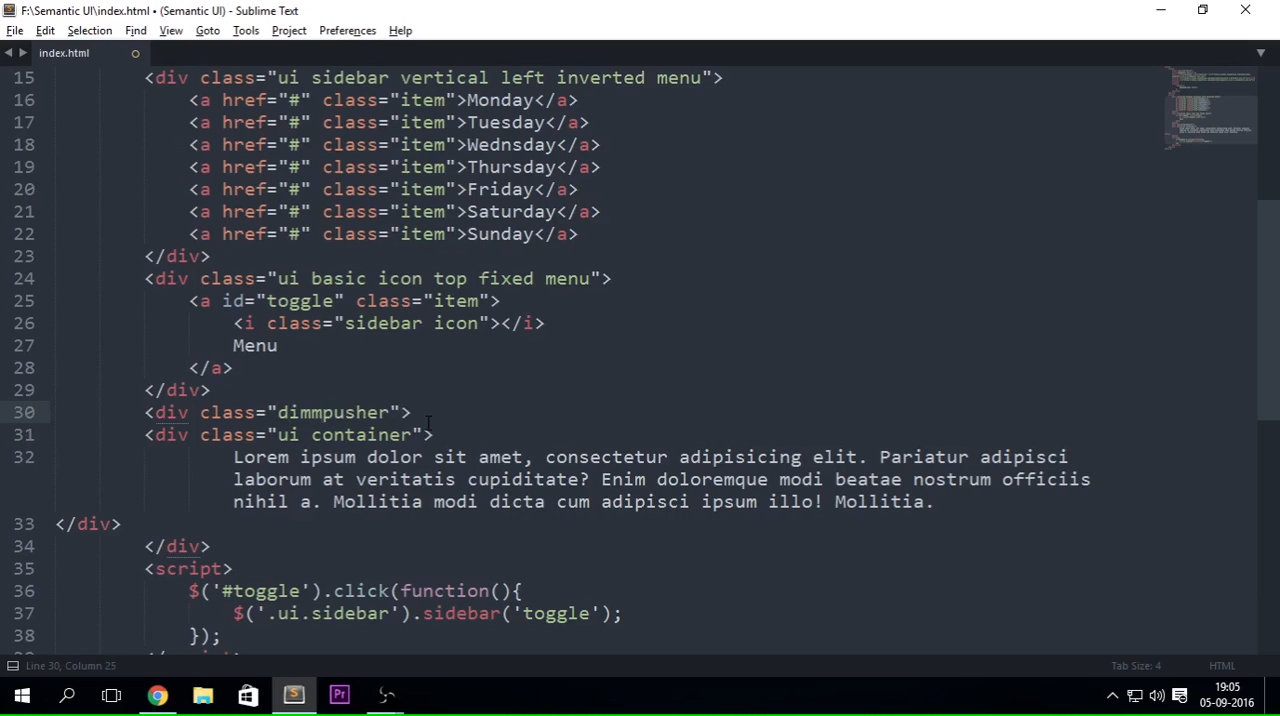 F:\Semantic UI\index.html • (Semantic UI) - Sublime Text
File Edit Selection Find View Goto Tools Project Preferences Help
index.html
15 <div class="ui sidebar vertical left inverted menu">
16 <a href="#" class="item">Monday</a>
17 <a href="#" class="item">Tuesday</a>
18 <a href="#" class="item">Wednsday</a>
19 <a href="#" class="item">Thursday</a>
20 <a href="#" class="item">Friday</a>
21 <a href="#" class="item">Saturday</a>
22 <a href="#" class="item">Sunday</a>
23 </div>
24 <div class="ui basic icon top fixed menu">
25 <a id="toggle" class="item">
26 <i class="sidebar icon"></i>
27 Menu
28 </a>
29 </div>
30 <div class="dimmpusher">
31 <div class="ui container">
32 Lorem ipsum dolor sit amet, consectetur adipisicing elit. Pariatur adipisci
laborum at veritatis cupiditate? Enim doloremque modi beatae nostrum officiis
nihil a. Mollitia modi dicta cum adipisci ipsum illo! Mollitia.
33 </div>
34 </div>
35 <script>
36 $('#toggle').click(function(){
37 $('.ui.sidebar').sidebar('toggle');
38 });
Line 30, Column 25
Tab Size: 4
HTML
Pr
19:05
05-09-2016